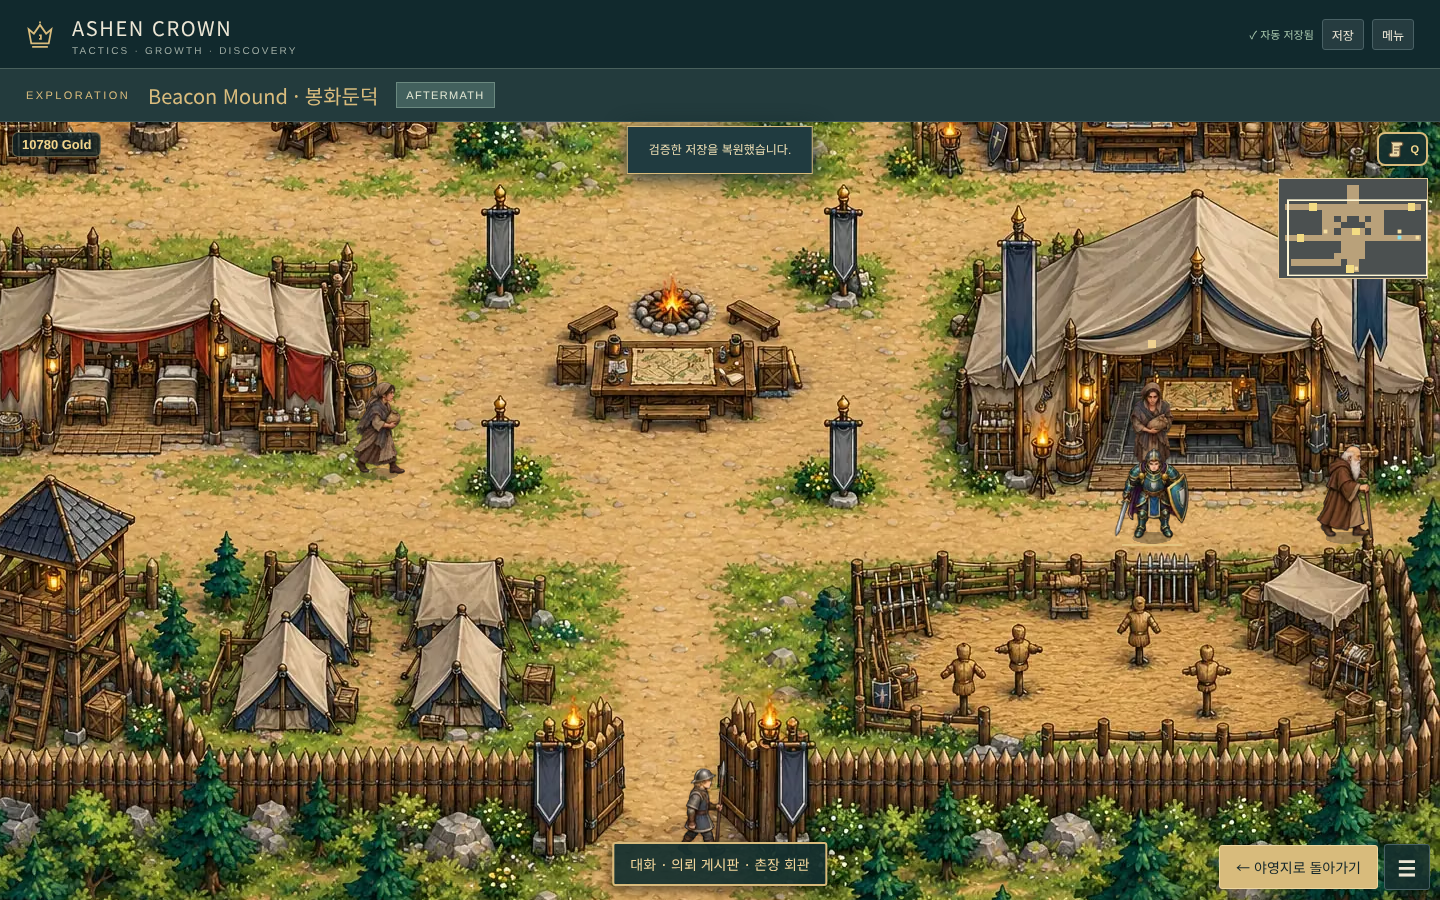 ASHEN CROWN
TACTICS · GROWTH · DISCOVERY
✓ 자동 저장됨
저장
메뉴
EXPLORATION
Beacon Mound · 봉화둔덕
AFTERMATH
10780 Gold
검증한 저장을 복원했습니다.
Q
대화 · 의뢰 게시판 · 촌장 회관
← 야영지로 돌아가기